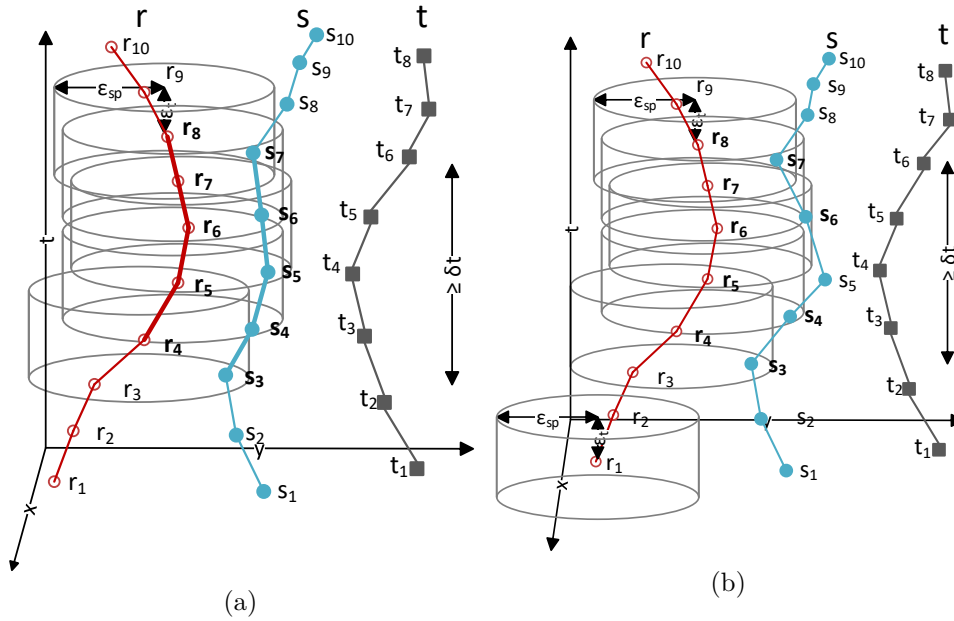 r
s
t
r10
s10
t8
s9
r9
εsp
εt
s8
t7
r8
s7
t6
r7
s6
t5
t
r6
s5
t4
r5
≥ δt
s4
t3
r4
s3
r3
t2
r2
s2
y
t1
r1
s1
x
(a)
r
s
t
r10
s10
t8
s9
r9
εsp
εt
s8
t7
r8
s7
t6
r7
s6
t5
t
r6
s5
t4
r5
≥ δt
s4
t3
r4
s3
r3
t2
εsp
r2
s2
y
εt
t1
r1
s1
x
(b)